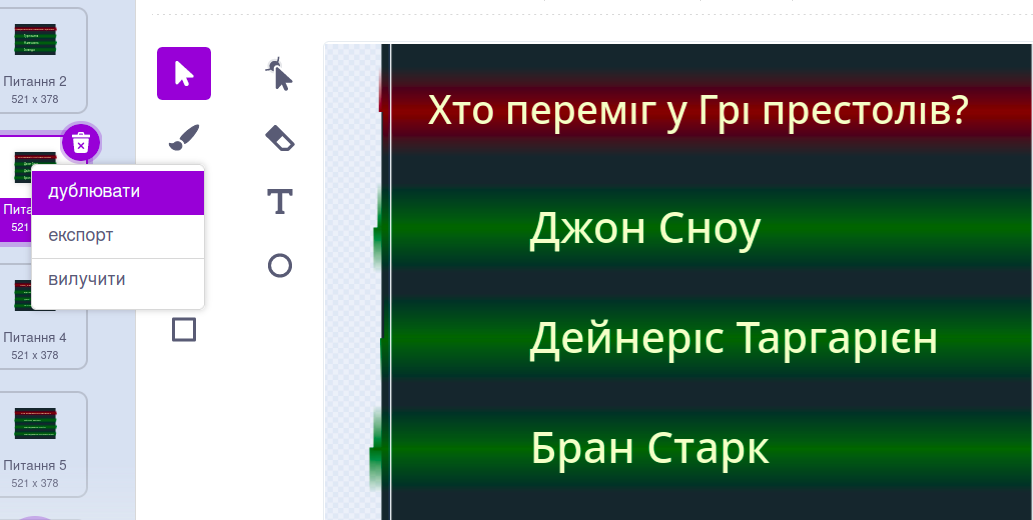 Питання 2
521 x 378
Пита
521
дублювати
експорт
вилучити
Питання 4
521 x 378
Питання 5
521 x 378
Хто переміг у Грі престолів?
Джон Сноу
Дейнеріс Таргарієн
Бран Старк